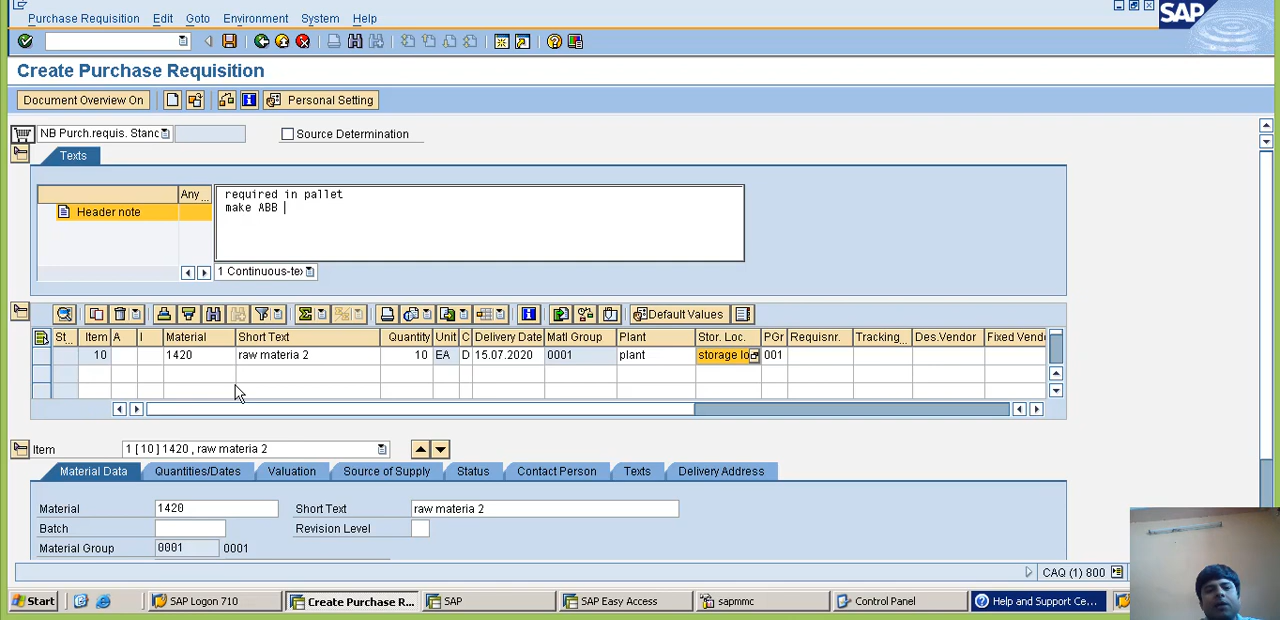 Purchase Requisition Edit Goto Environment System Help
SAP
Create Purchase Requisition
Document Overview On Personal Setting
NB Purch.requis. Stanc Source Determination
Texts
Any ...
Header note
required in pallet
make ABB
1 Continuous-te
Default Values
St... Item A I Material Short Text Quantity Unit C Delivery Date Matl Group Plant Stor. Loc. PGr Requisnr. Tracking... Des.Vendor Fixed Vend
10 1420 raw materia 2 10 EA D 15.07.2020 0001 plant storage lo 001
Item 1 [ 10 ] 1420 , raw materia 2
Material Data Quantities/Dates Valuation Source of Supply Status Contact Person Texts Delivery Address
Material 1420 Short Text raw materia 2
Batch Revision Level
Material Group 0001 0001
CAQ (1) 800
Start SAP Logon 710 Create Purchase R... SAP SAP Easy Access sapmmc Control Panel Help and Support Ce...